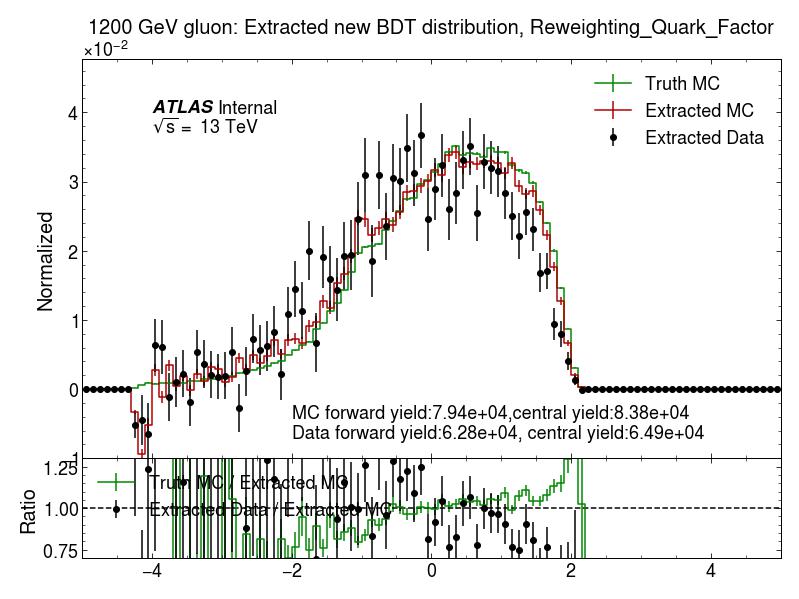 1200 GeV gluon: Extracted new BDT distribution, Reweighting_Quark_Factor
×10⁻²
ATLAS Internal
√s = 13 TeV
Truth MC
Extracted MC
Extracted Data
Normalized
4
3
2
1
0
MC forward yield:7.94e+04,central yield:8.38e+04
Data forward yield:6.28e+04, central yield:6.49e+04
1
Ratio
1.25
1.00
0.75
Truth MC / Extracted MC
Extracted Data / Extracted MC
−4
−2
0
2
4